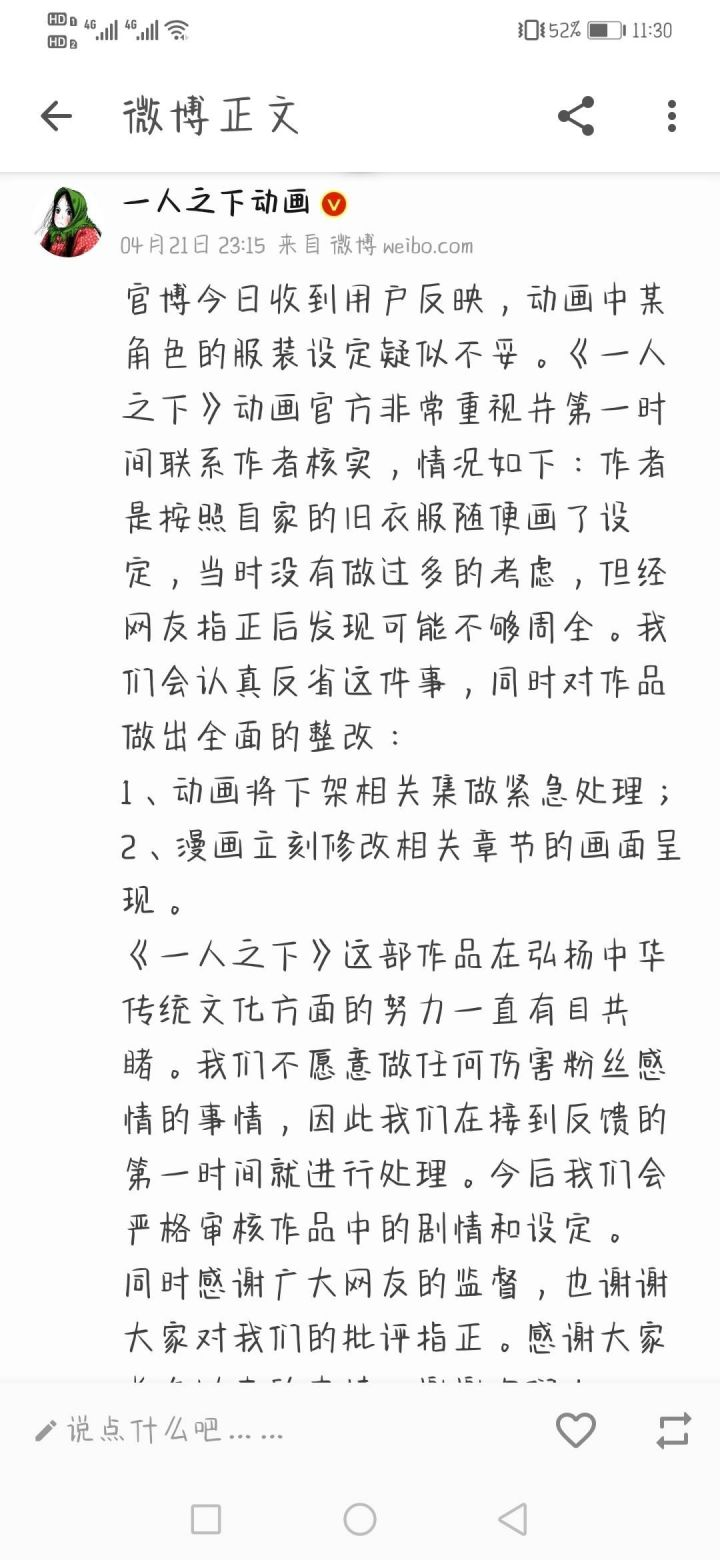 HD 1 4G 4G 52% 11:30
HD 2
微博正文
一人之下动画 V
04月21日 23:15 来自 微博 weibo.com
官博今日收到用户反映，动画中某
角色的服装设定疑似不妥。《一人
之下》动画官方非常重视并第一时
间联系作者核实，情况如下：作者
是按照自家的旧衣服随便画了设
定，当时没有做过多的考虑，但经
网友指正后发现可能不够周全。我
们会认真反省这件事，同时对作品
做出全面的整改：
1、动画将下架相关集做紧急处理；
2、漫画立刻修改相关章节的画面呈
现。
《一人之下》这部作品在弘扬中华
传统文化方面的努力一直有目共
睹。我们不愿意做任何伤害粉丝感
情的事情，因此我们在接到反馈的
第一时间就进行处理。今后我们会
严格审核作品中的剧情和设定。
同时感谢广大网友的监督，也谢谢
大家对我们的批评指正。感谢大家
说点什么吧……